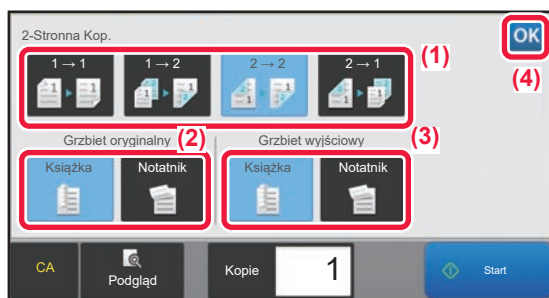 2-Stronna Kop.
OK
(1)
(4)
1 → 1
1 → 2
2 → 2
2 → 1
Grzbiet oryginalny
(2)
Grzbiet wyjściowy
(3)
Książka
Notatnik
Książka
Notatnik
CA
Podgląd
Kopie
1
Start